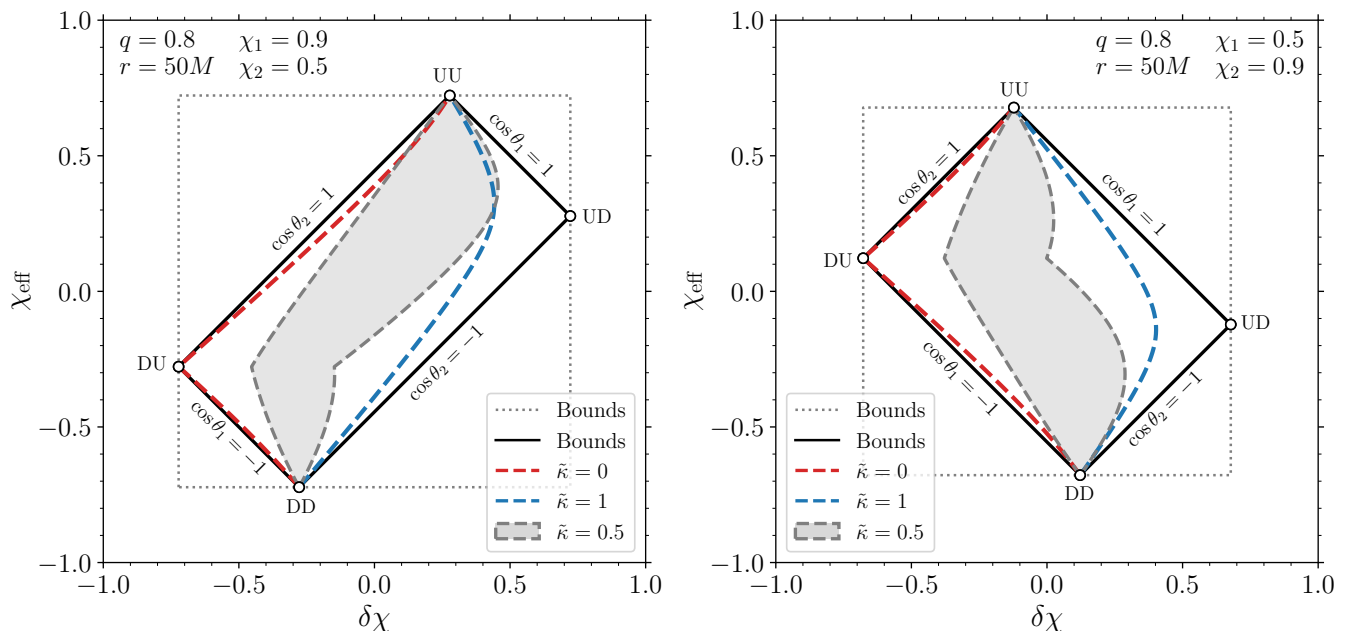 q = 0.8 χ₁ = 0.9
r = 50M χ₂ = 0.5
UU
cos θ₁ = 1
cos θ₂ = 1
UD
DU
cos θ₂ = −1
cos θ₁ = −1
DD
Bounds
Bounds
κ̃ = 0
κ̃ = 1
κ̃ = 0.5
1.0
0.5
0.0
−0.5
−1.0
χeff
−1.0 −0.5 0.0 0.5 1.0
δχ
q = 0.8 χ₁ = 0.5
r = 50M χ₂ = 0.9
UU
cos θ₂ = 1
cos θ₁ = 1
DU
UD
cos θ₁ = −1
cos θ₂ = −1
DD
Bounds
Bounds
κ̃ = 0
κ̃ = 1
κ̃ = 0.5
1.0
0.5
0.0
−0.5
−1.0
χeff
−1.0 −0.5 0.0 0.5 1.0
δχ